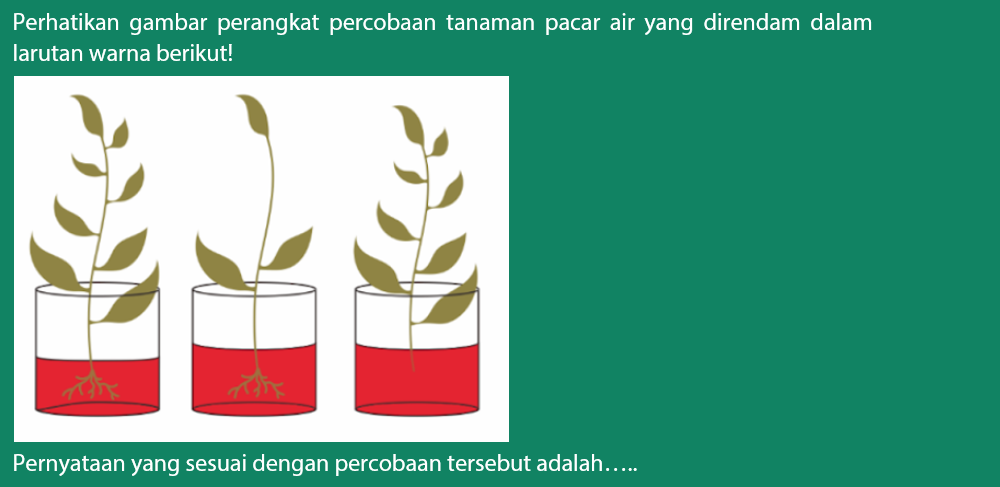 Perhatikan gambar perangkat percobaan tanaman pacar air yang direndam dalam
larutan warna berikut!
Pernyataan yang sesuai dengan percobaan tersebut adalah.....